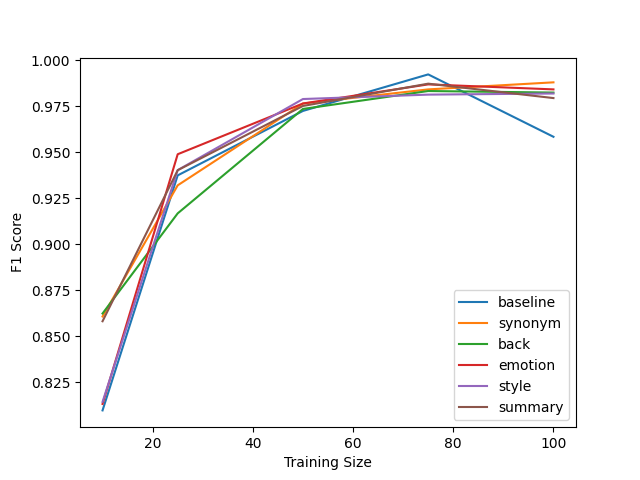 1.000
0.975
0.950
0.925
0.900
0.875
0.850
0.825
F1 Score
20
40
60
80
100
Training Size
baseline
synonym
back
emotion
style
summary